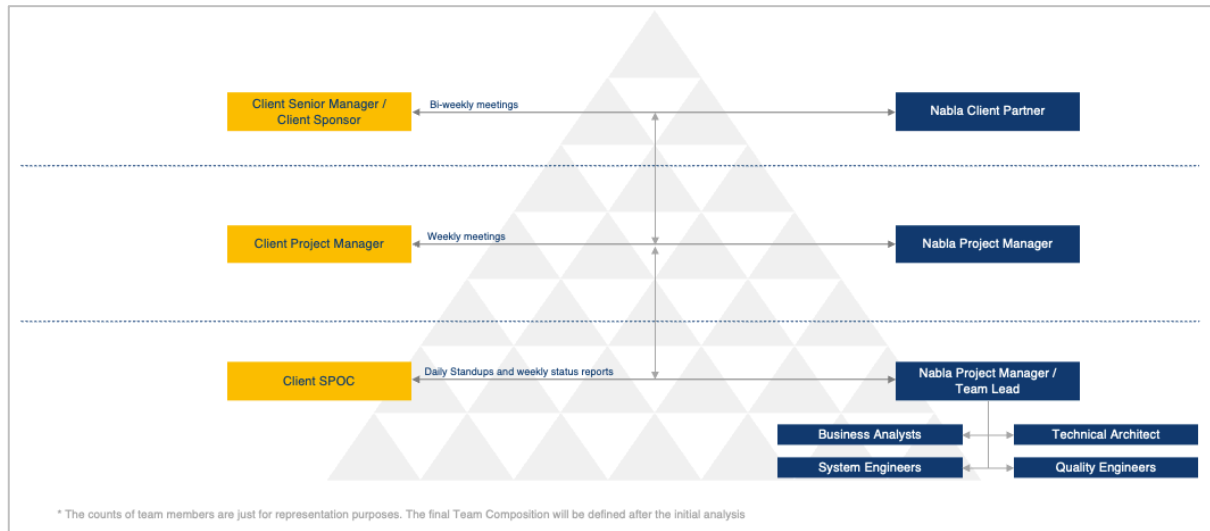 Client Senior Manager /
Client Sponsor
Bi-weekly meetings
Nabla Client Partner
Client Project Manager
Weekly meetings
Nabla Project Manager
Client SPOC
Daily Standups and weekly status reports
Nabla Project Manager /
Team Lead
Business Analysts
Technical Architect
System Engineers
Quality Engineers
* The counts of team members are just for representation purposes. The final Team Composition will be defined after the initial analysis